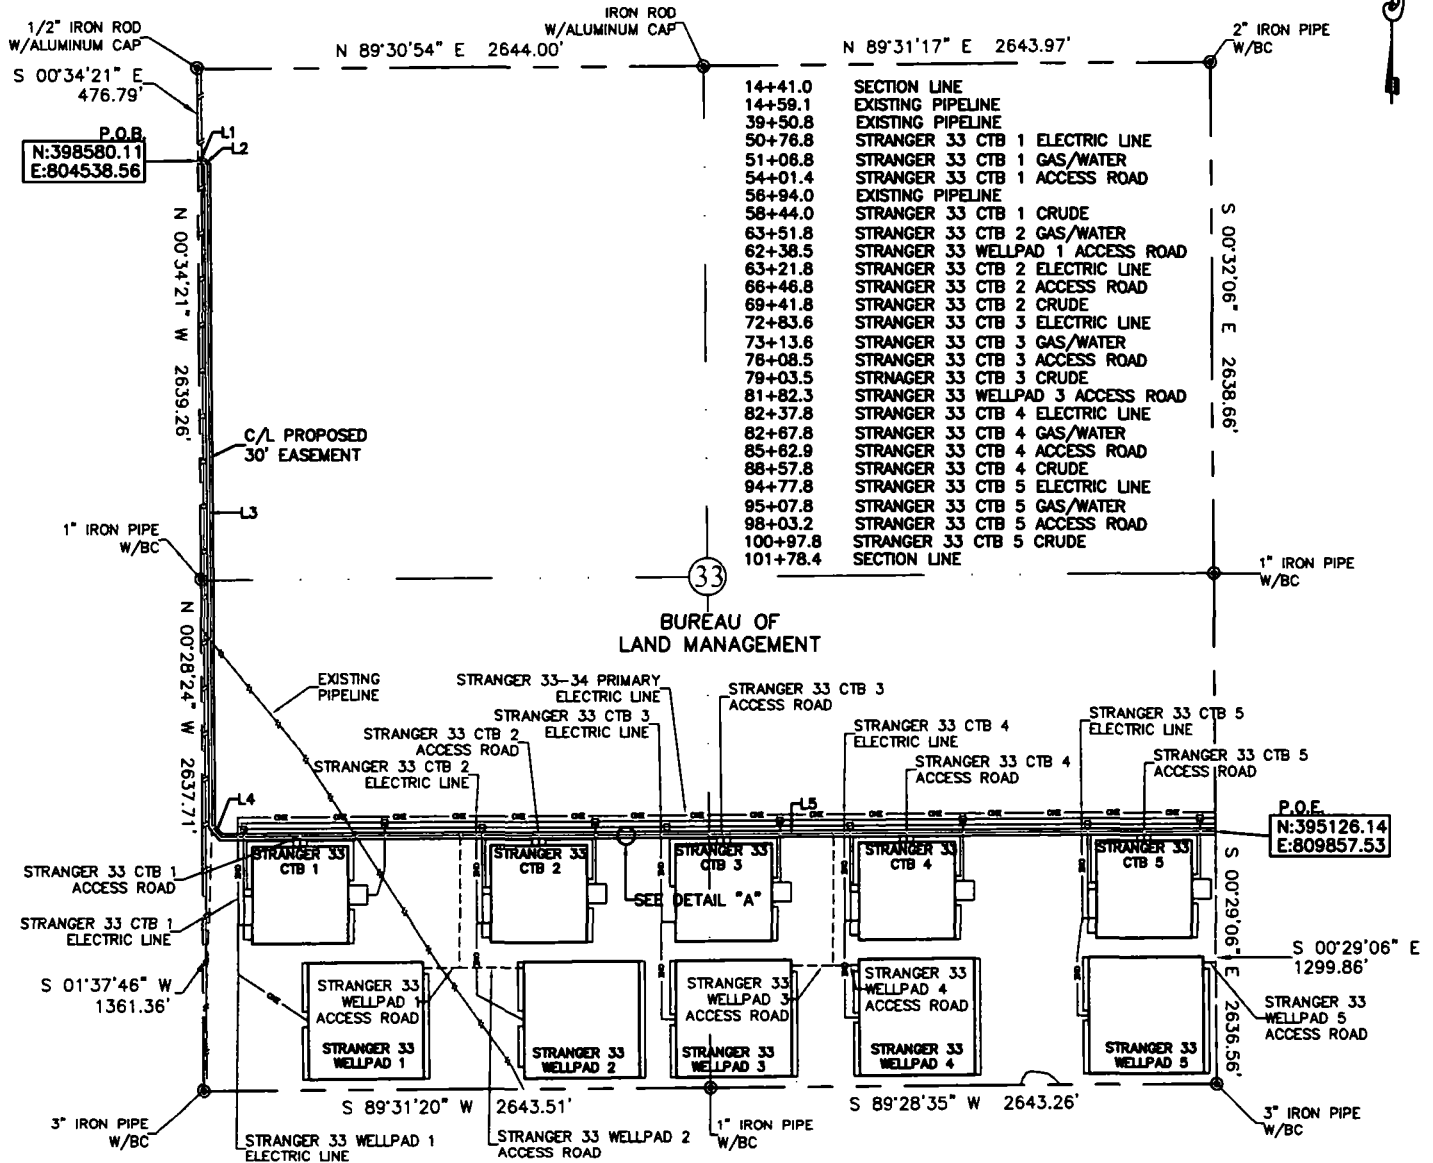 1/2" IRON ROD
W/ALUMINUM CAP
N 89°30'54" E 2644.00'
IRON ROD
W/ALUMINUM CAP
N 89°31'17" E 2643.97'
2" IRON PIPE
W/BC
S 00°34'21" E
476.79'
P.O.B.
N:398580.11
E:804538.56
L1
L2
14+41.0 SECTION LINE
14+59.1 EXISTING PIPELINE
39+50.8 EXISTING PIPELINE
50+76.8 STRANGER 33 CTB 1 ELECTRIC LINE
51+06.8 STRANGER 33 CTB 1 GAS/WATER
54+01.4 STRANGER 33 CTB 1 ACCESS ROAD
56+94.0 EXISTING PIPELINE
58+44.0 STRANGER 33 CTB 1 CRUDE
63+51.8 STRANGER 33 CTB 2 GAS/WATER
62+38.5 STRANGER 33 WELLPAD 1 ACCESS ROAD
63+21.8 STRANGER 33 CTB 2 ELECTRIC LINE
66+46.8 STRANGER 33 CTB 2 ACCESS ROAD
69+41.8 STRANGER 33 CTB 2 CRUDE
72+83.6 STRANGER 33 CTB 3 ELECTRIC LINE
73+13.6 STRANGER 33 CTB 3 GAS/WATER
76+08.5 STRANGER 33 CTB 3 ACCESS ROAD
79+03.5 STRNAGER 33 CTB 3 CRUDE
81+82.3 STRANGER 33 WELLPAD 3 ACCESS ROAD
82+37.8 STRANGER 33 CTB 4 ELECTRIC LINE
82+67.8 STRANGER 33 CTB 4 GAS/WATER
85+62.9 STRANGER 33 CTB 4 ACCESS ROAD
88+57.8 STRANGER 33 CTB 4 CRUDE
94+77.8 STRANGER 33 CTB 5 ELECTRIC LINE
95+07.8 STRANGER 33 CTB 5 GAS/WATER
98+03.2 STRANGER 33 CTB 5 ACCESS ROAD
100+97.8 STRANGER 33 CTB 5 CRUDE
101+78.4 SECTION LINE
N 00°34'21" W 2639.26'
S 00°32'06" E 2638.66'
C/L PROPOSED
30' EASEMENT
L3
1" IRON PIPE
W/BC
33
1" IRON PIPE
W/BC
BUREAU OF
LAND MANAGEMENT
N 00°28'24" W 2637.71'
EXISTING
PIPELINE
STRANGER 33-34 PRIMARY
ELECTRIC LINE
STRANGER 33 CTB 3
ACCESS ROAD
STRANGER 33 CTB 3
ELECTRIC LINE
STRANGER 33 CTB 2
ACCESS ROAD
STRANGER 33 CTB 2
ELECTRIC LINE
STRANGER 33 CTB 4
ELECTRIC LINE
STRANGER 33 CTB 4
ACCESS ROAD
STRANGER 33 CTB 5
ELECTRIC LINE
STRANGER 33 CTB 5
ACCESS ROAD
L4
L5
P.O.E.
N:395126.14
E:809857.53
STRANGER 33
CTB 1
STRANGER 33
CTB 2
STRANGER 33
CTB 3
STRANGER 33
CTB 4
STRANGER 33
CTB 5
SEE DETAIL "A"
STRANGER 33 CTB 1
ACCESS ROAD
STRANGER 33 CTB 1
ELECTRIC LINE
S 01°37'46" W
1361.36'
S 00°29'06" E 2636.56'
S 00°29'06" E
1299.86'
STRANGER 33
WELLPAD 1
ACCESS ROAD
STRANGER 33
WELLPAD 3
ACCESS ROAD
STRANGER 33
WELLPAD 4
ACCESS ROAD
STRANGER 33
WELLPAD 5
ACCESS ROAD
STRANGER 33
WELLPAD 1
STRANGER 33
WELLPAD 2
STRANGER 33
WELLPAD 3
STRANGER 33
WELLPAD 4
STRANGER 33
WELLPAD 5
S 89°31'20" W 2643.51'
S 89°28'35" W 2643.26'
3" IRON PIPE
W/BC
STRANGER 33 WELLPAD 1
ELECTRIC LINE
STRANGER 33 WELLPAD 2
ACCESS ROAD
1" IRON PIPE
W/BC
3" IRON PIPE
W/BC